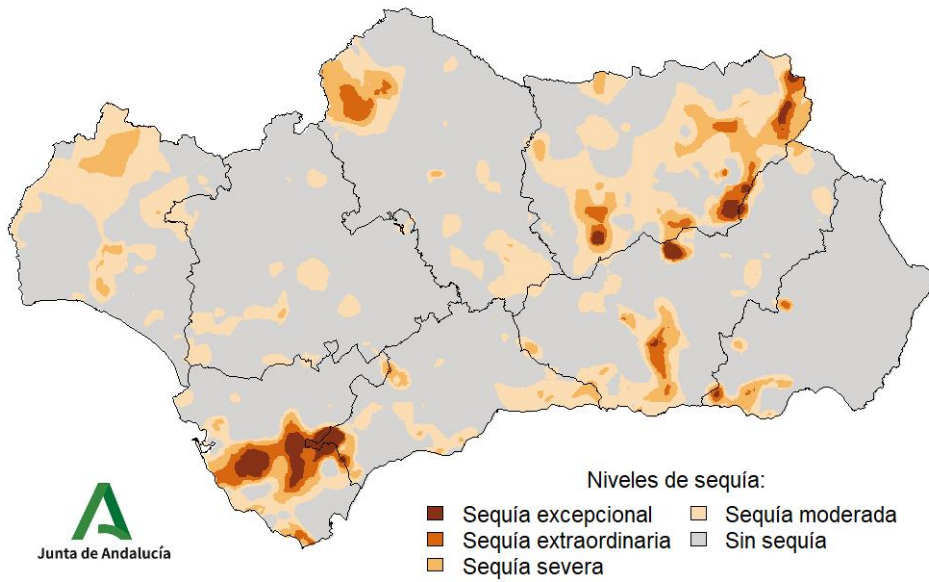 Niveles de sequía:
Sequía excepcional
Sequía extraordinaria
Sequía severa
Sequía moderada
Sin sequía
Junta de Andalucía